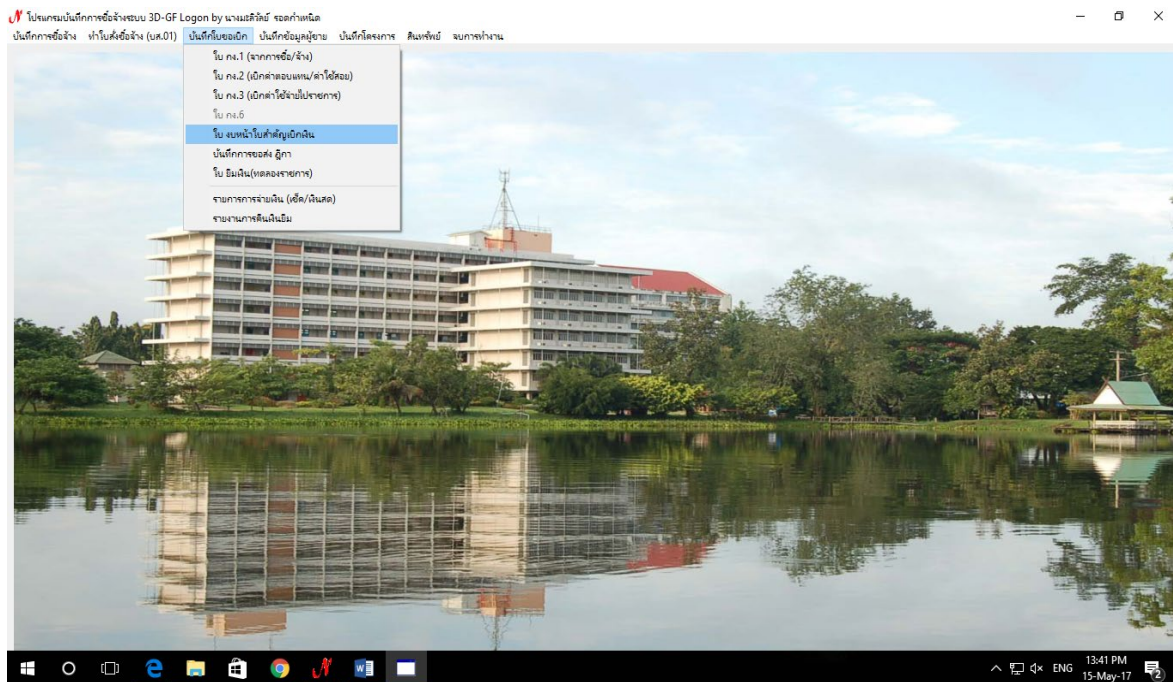 โปรแกรมบันทึกการซื้อจ้างระบบ 3D-GF Logon by นางมะลิวัลย์ รอดกำเหนิด
บันทึกการซื้อจ้าง ทำใบสั่งซื้อจ้าง (บส.01) บันทึกใบขอเบิก บันทึกข้อมูลผู้ขาย บันทึกโครงการ สินทรัพย์ จบการทำงาน
ใบ กง.1 (จากการซื้อ/จ้าง)
ใบ กง.2 (เบิกค่าตอบแทน/ค่าใช้สอย)
ใบ กง.3 (เบิกค่าใช้จ่ายไปราชการ)
ใบ กง.6
ใบ งบหน้าใบสำคัญเบิกเงิน
บันทึกการขอส่ง ฎีกา
ใบ ยืมเงิน(ทดลองราชการ)
รายการการจ่ายเงิน (เช็ค/เงินสด)
รายงานการคืนเงินยืม
ENG
13:41 PM
15-May-17
2